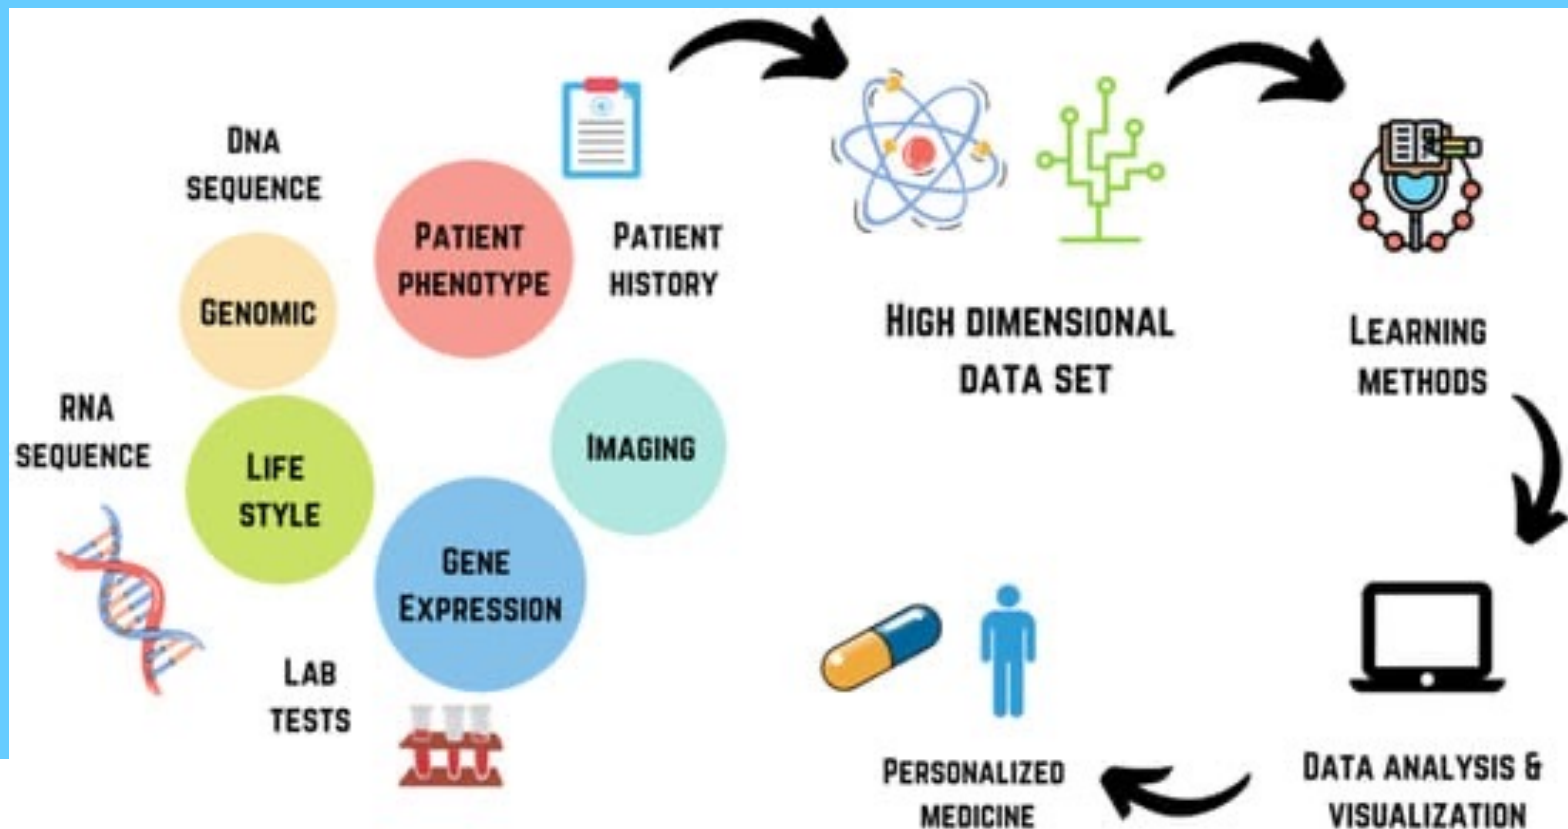 DNA
SEQUENCE
PATIENT
PHENOTYPE
PATIENT
HISTORY
GENOMIC
RNA
SEQUENCE
LIFE
STYLE
IMAGING
GENE
EXPRESSION
LAB
TESTS
HIGH DIMENSIONAL
DATA SET
LEARNING
METHODS
DATA ANALYSIS &
VISUALIZATION
PERSONALIZED
MEDICINE